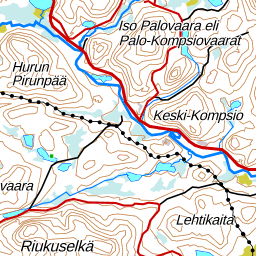 Iso Palovaara eli
Palo-Kompsiovaarat
Hurun
Pirunpää
Keski-Kompsio
vaara
Lehtikaita
Riukuselkä